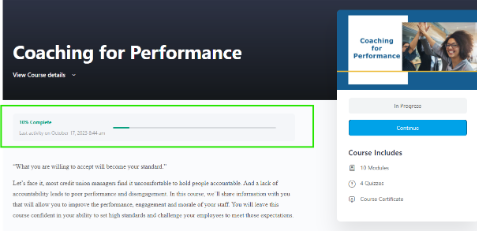 Coaching for Performance
View Course details
Coaching
for
Performance
In Progress
Continue
10% Complete
Last activity on October 17, 2023 8:44 am
Course Includes
10 Modules
4 Quizzes
Course Certificate
"What you are willing to accept will become your standard."
Let's face it, most credit union managers find it uncomfortable to hold people accountable. And a lack of
accountability leads to poor performance and disengagement. In this course, we'll share information with you
that will allow you to improve the performance, engagement and morale of your staff. You will leave this
course confident in your ability to set high standards and challenge your employees to meet those expectations.